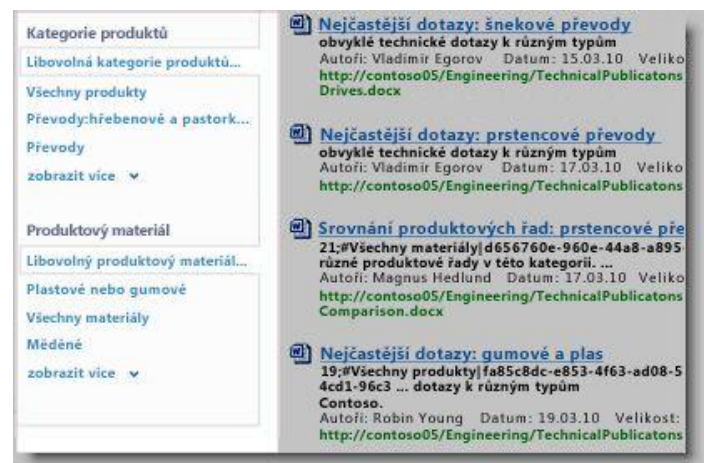 Kategorie produktů
Libovolná kategorie produktů...
Všechny produkty
Převody:hřebenové a pastork...
Převody
zobrazit více
Produktový materiál
Libovolný produktový materiál...
Plastové nebo gumové
Všechny materiály
Měděné
zobrazit více
Nejčastější dotazy: šnekové převody
obvyklé technické dotazy k různým typům
Autoři: Vladimir Egorov Datum: 15.03.10 Veliko
http://contoso05/Engineering/TechnicalPublicatons
Drives.docx
Nejčastější dotazy: prstencové převody
obvyklé technické dotazy k různým typům
Autoři: Vladimir Egorov Datum: 17.03.10 Veliko
http://contoso05/Engineering/TechnicalPublicatons
Srovnání produktových řad: prstencové pře
21;#Všechny materiály|d656760e-960e-44a8-a895
různé produktové řady v této kategorii. ...
Autoři: Magnus Hedlund Datum: 17.03.10 Veliko
http://contoso05/Engineering/TechnicalPublicatons
Comparison.docx
Nejčastější dotazy: gumové a plas
19;#Všechny produkty|fa85c8dc-e853-4f63-ad08-5
4cd1-96c3 ... dotazy k různým typům
Contoso.
Autoři: Robin Young Datum: 19.03.10 Velikost:
http://contoso05/Engineering/TechnicalPublicatons